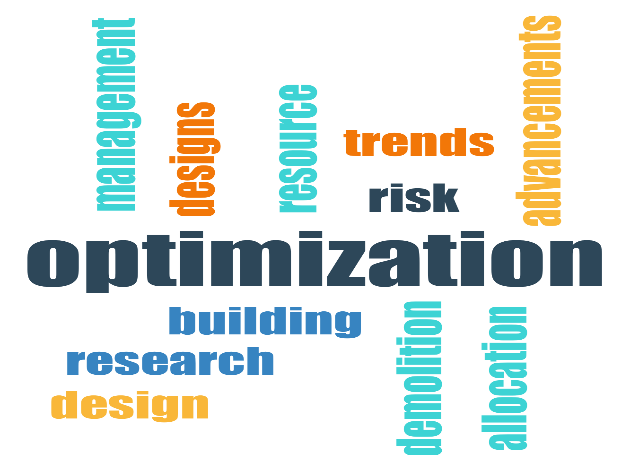 management
designs
resource
trends
advancements
risk
optimization
building
research
design
demolition
allocation